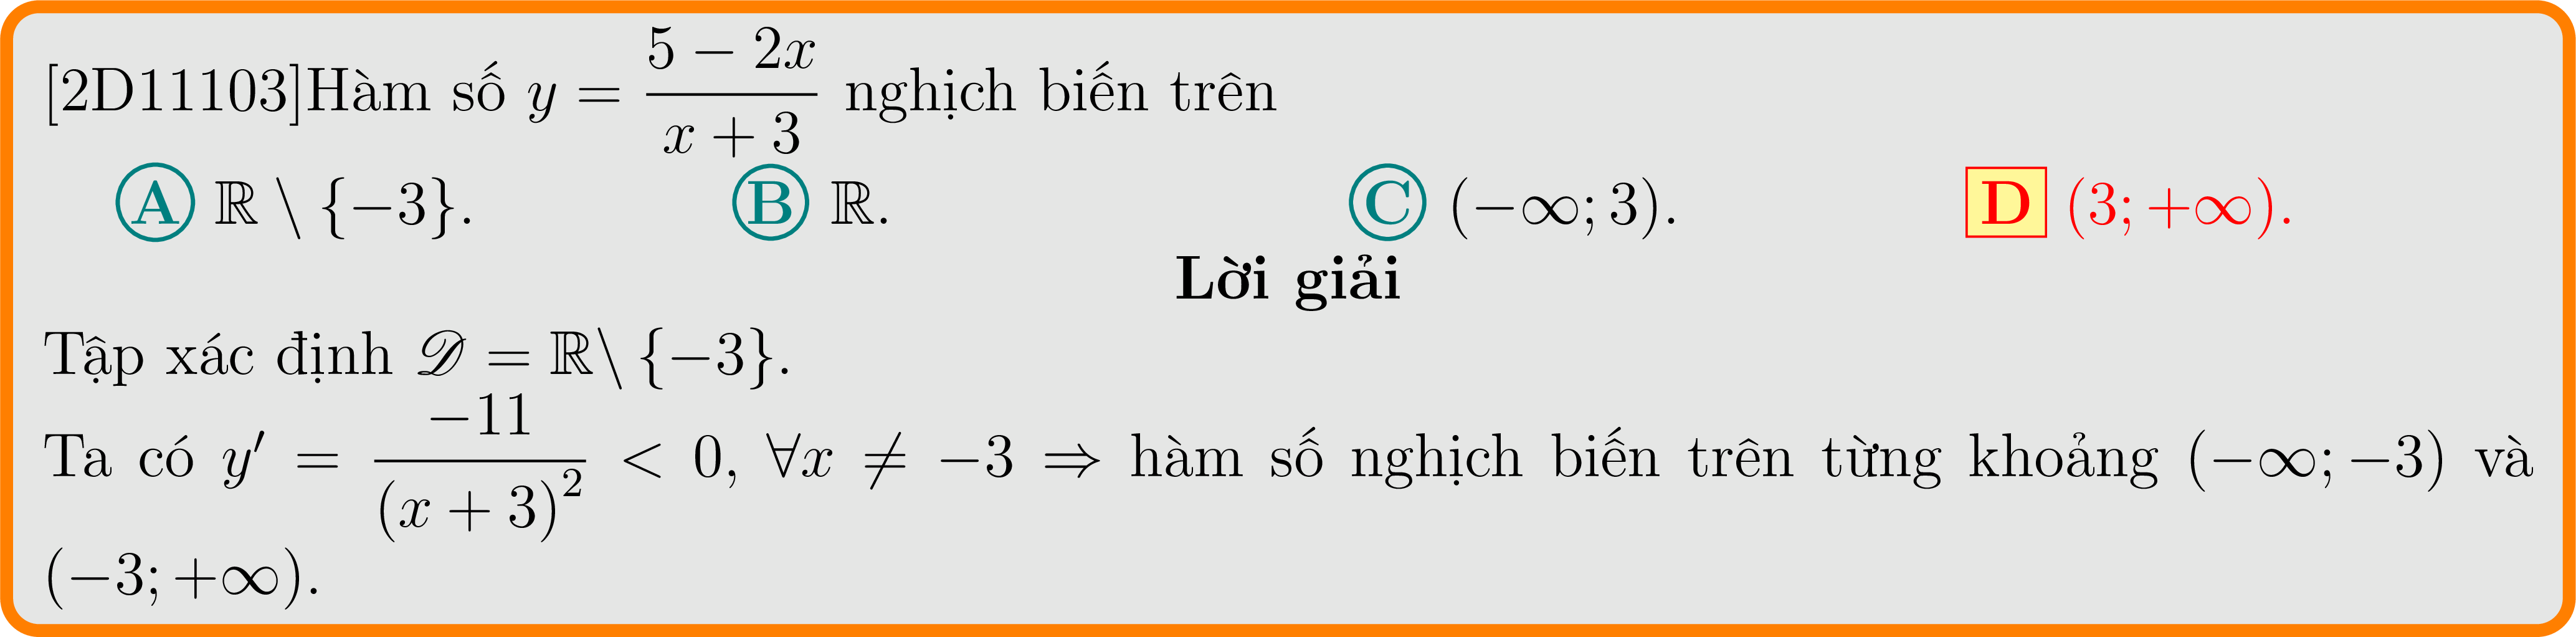 [2D11103]Hàm số $y = \dfrac{5 - 2x}{x + 3}$ nghịch biến trên
A $\mathbb{R} \setminus \{-3\}$. B $\mathbb{R}$. C $(-\infty; 3)$. D $(3; +\infty)$.
Lời giải
Tập xác định $\mathscr{D} = \mathbb{R} \setminus \{-3\}$.
Ta có $y' = \dfrac{-11}{(x + 3)^2} < 0, \forall x \neq -3 \Rightarrow$ hàm số nghịch biến trên từng khoảng $(-\infty; -3)$ và
$(-3; +\infty)$.